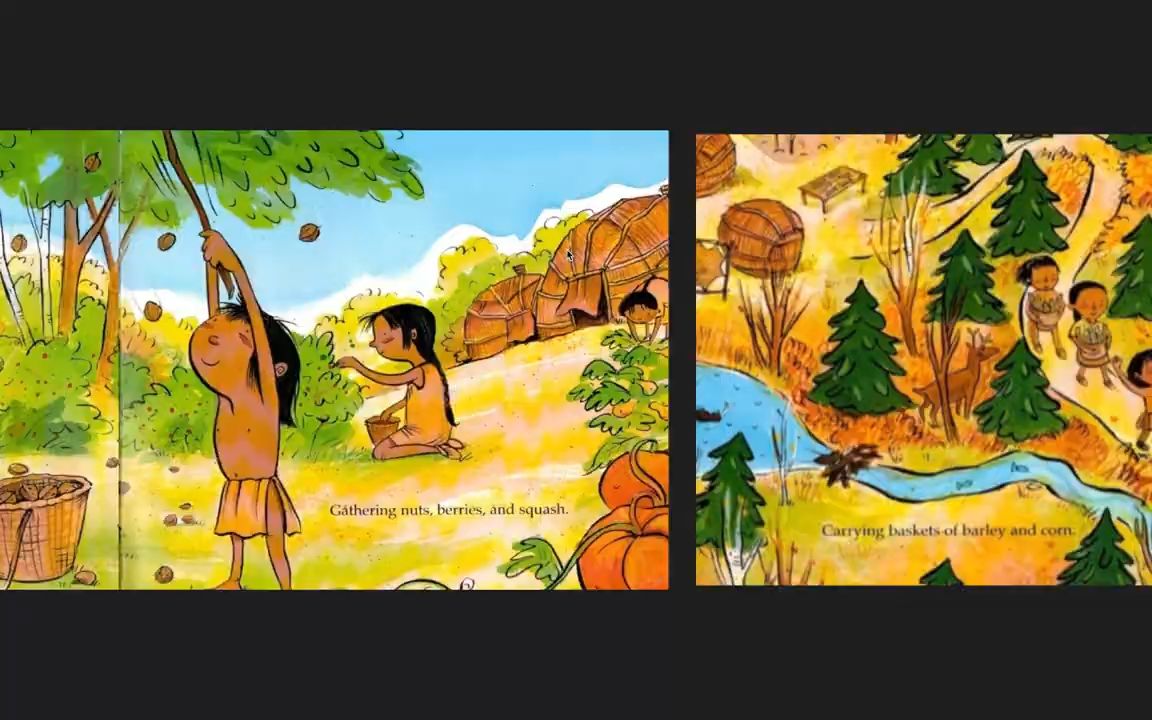 Gathering nuts, berries, and squash.
Carrying baskets of barley and corn.